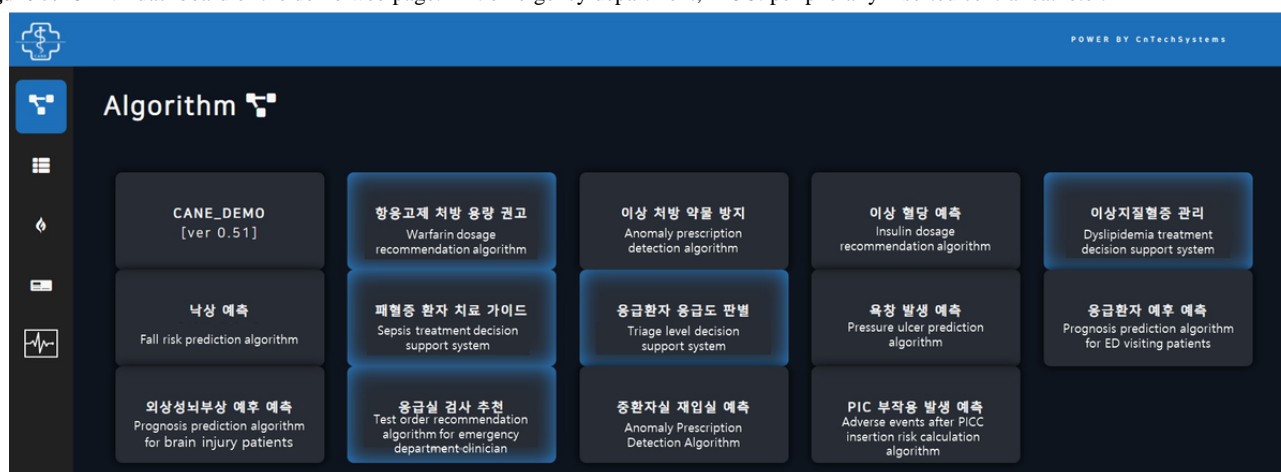 POWER BY CnTechSystems
Algorithm
CANE_DEMO
[ver 0.51]
항응고제 처방 용량 권고
Warfarin dosage
recommendation algorithm
이상 처방 약물 방지
Anomaly prescription
detection algorithm
이상 혈당 예측
Insulin dosage
recommendation algorithm
이상지질혈증 관리
Dyslipidemia treatment
decision support system
낙상 예측
Fall risk prediction algorithm
패혈증 환자 치료 가이드
Sepsis treatment decision
support system
응급환자 응급도 판별
Triage level decision
support system
욕창 발생 예측
Pressure ulcer prediction
algorithm
응급환자 예후 예측
Prognosis prediction algorithm
for ED visiting patients
외상성뇌부상 예후 예측
Prognosis prediction algorithm
for brain injury patients
응급실 검사 추천
Test order recommendation
algorithm for emergency
department clinician
중환자실 재입실 예측
Anomaly Prescription
Detection Algorithm
PIC 부작용 발생 예측
Adverse events after PICC
insertion risk calculation
algorithm